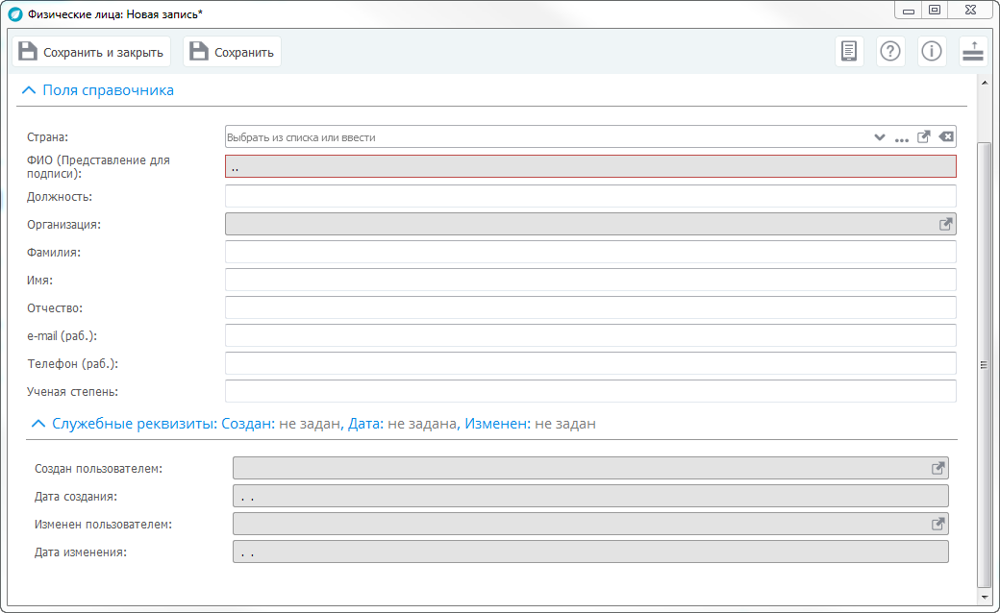 Физические лица: Новая запись*
Сохранить и закрыть
Сохранить
Поля справочника
Страна:
Выбрать из списка или ввести
ФИО (Представление для
подписи):
..
Должность:
Организация:
Фамилия:
Имя:
Отчество:
e-mail (раб.):
Телефон (раб.):
Ученая степень:
Служебные реквизиты: Создан: не задан, Дата: не задана, Изменен: не задан
Создан пользователем:
Дата создания:
. .
Изменен пользователем:
Дата изменения:
. .